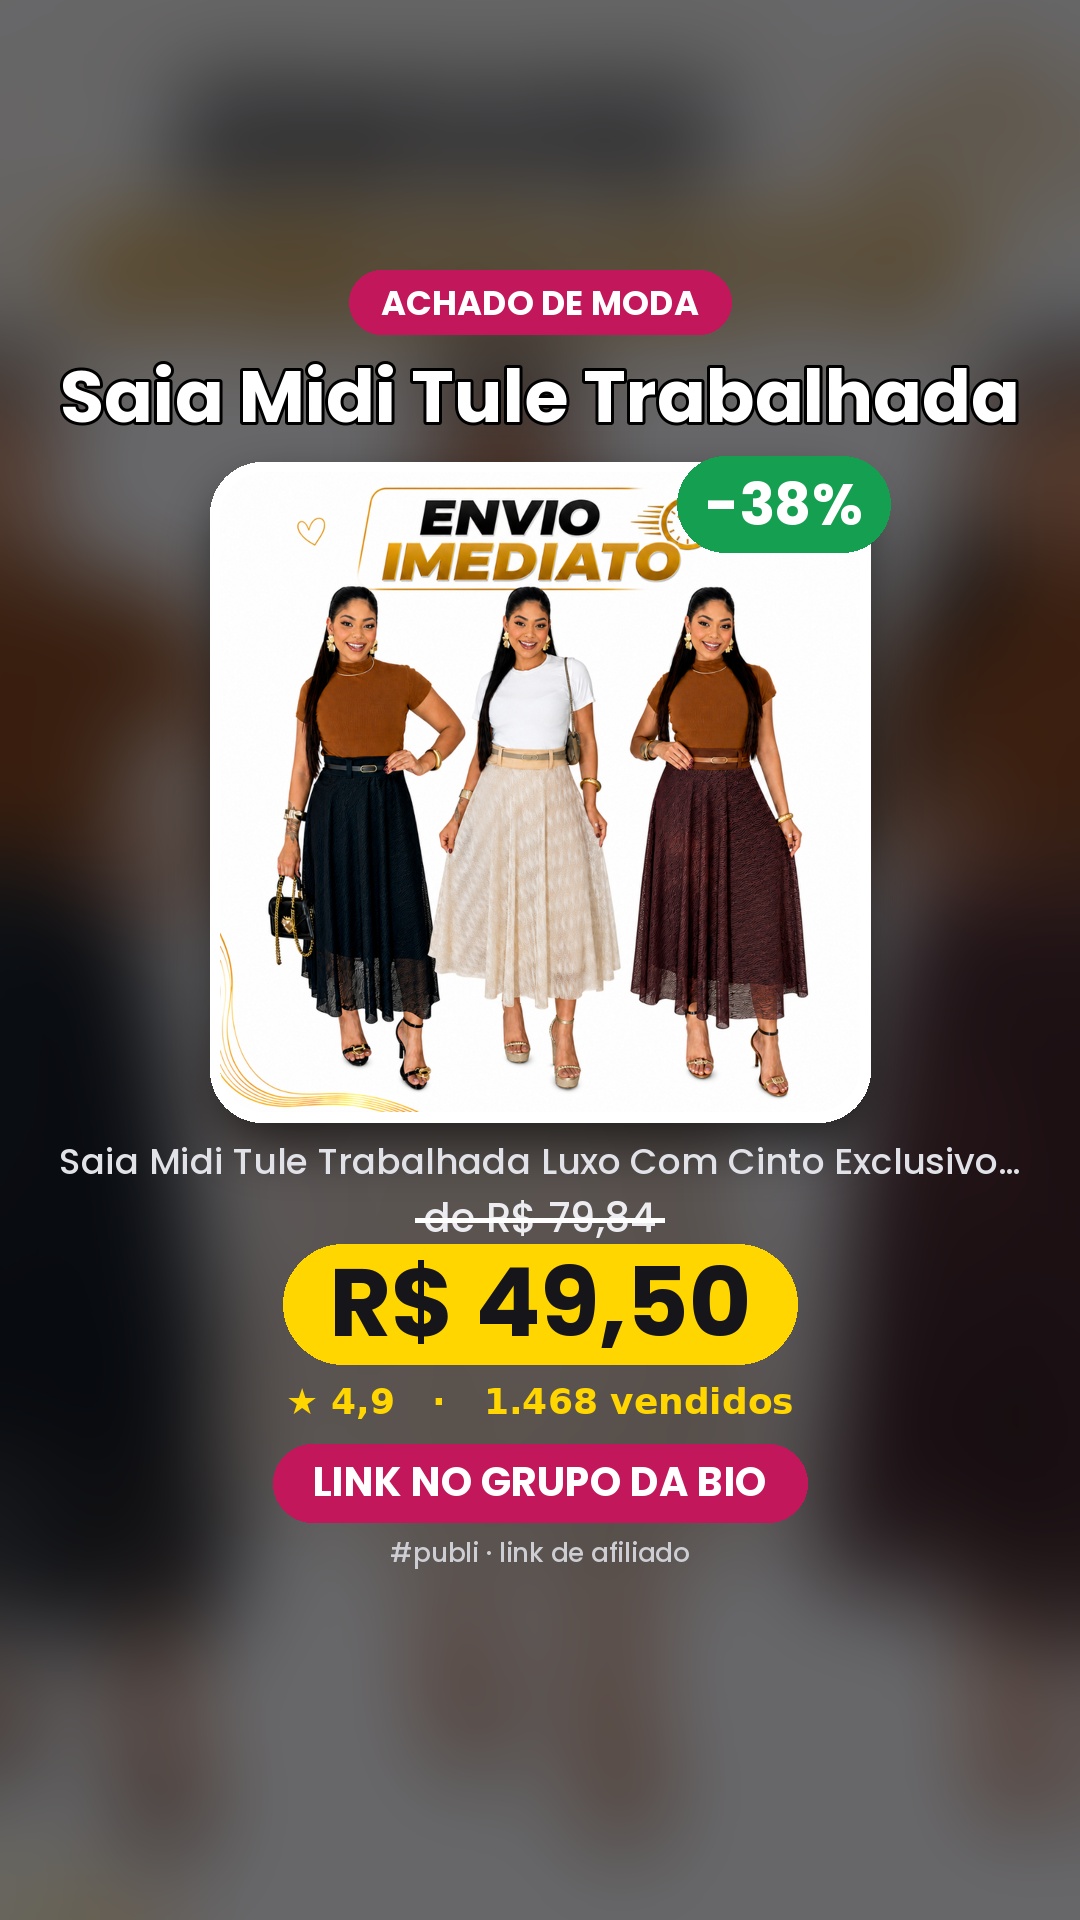 ACHADO DE MODA
Saia Midi Tule Trabalhada
-38%
ENVIO
IMEDIATO
Saia Midi Tule Trabalhada Luxo Com Cinto Exclusivo...
de R$ 79,84
R$ 49,50
★ 4,9 · 1.468 vendidos
LINK NO GRUPO DA BIO
#publi · link de afiliado